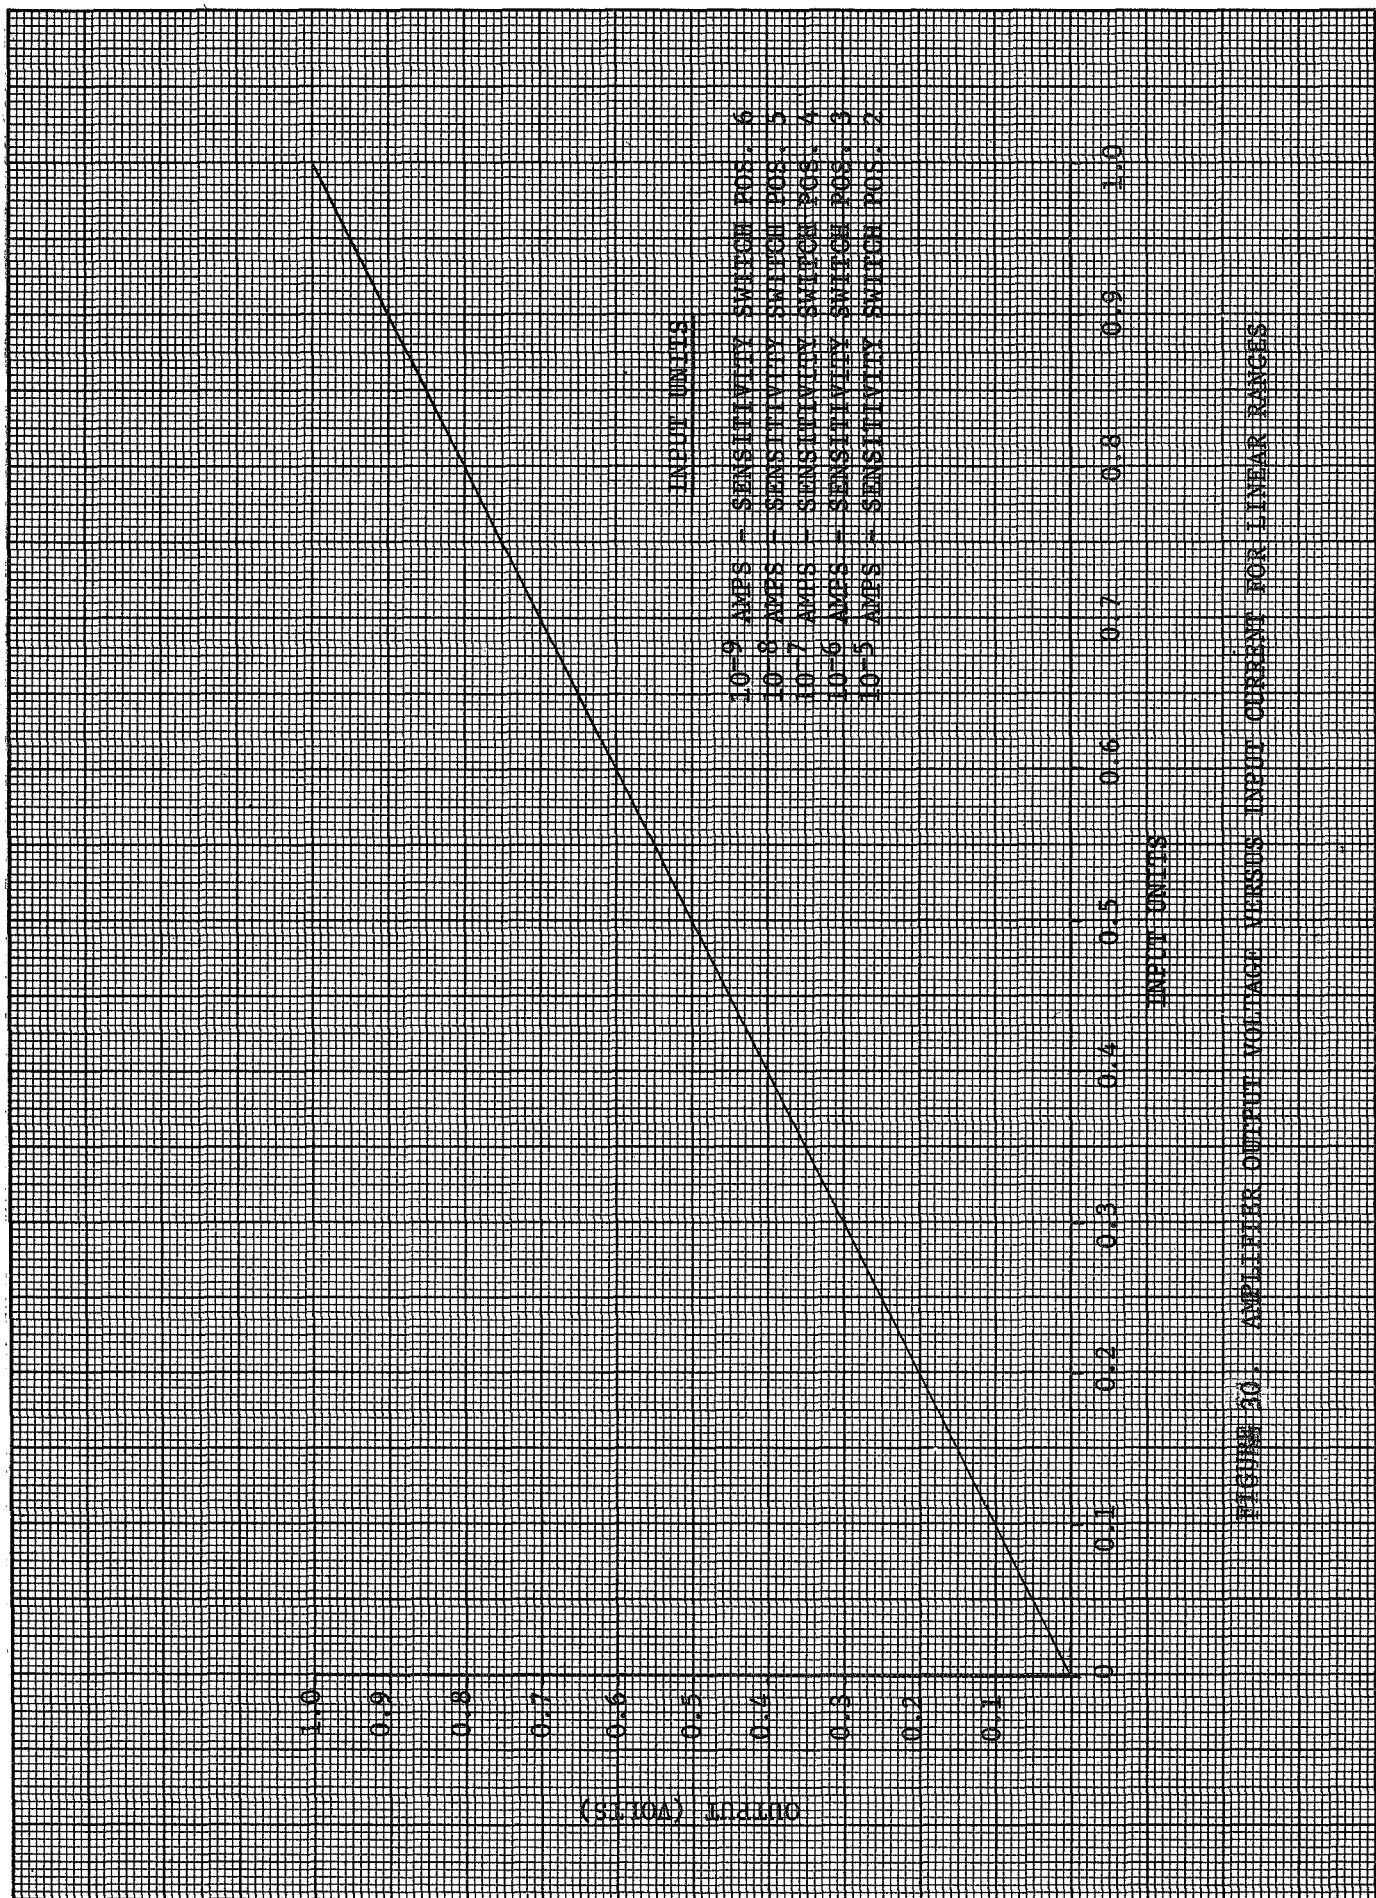 OUTPUT (VOLTS)
1.0
0.9
0.8
0.7
0.6
0.5
0.4
0.3
0.2
0.1
INPUT UNITS
10-9 AMPS - SENSITIVITY SWITCH POS. 6
10-8 AMPS - SENSITIVITY SWITCH POS. 5
10-7 AMPS - SENSITIVITY SWITCH POS. 4
10-6 AMPS - SENSITIVITY SWITCH POS. 3
10-5 AMPS - SENSITIVITY SWITCH POS. 2
0 0.1 0.2 0.3 0.4 0.5 0.6 0.7 0.8 0.9 1.0
INPUT UNITS
FIGURE 30. AMPLIFIER OUTPUT VOLTAGE VERSUS INPUT CURRENT FOR LINEAR RANGES